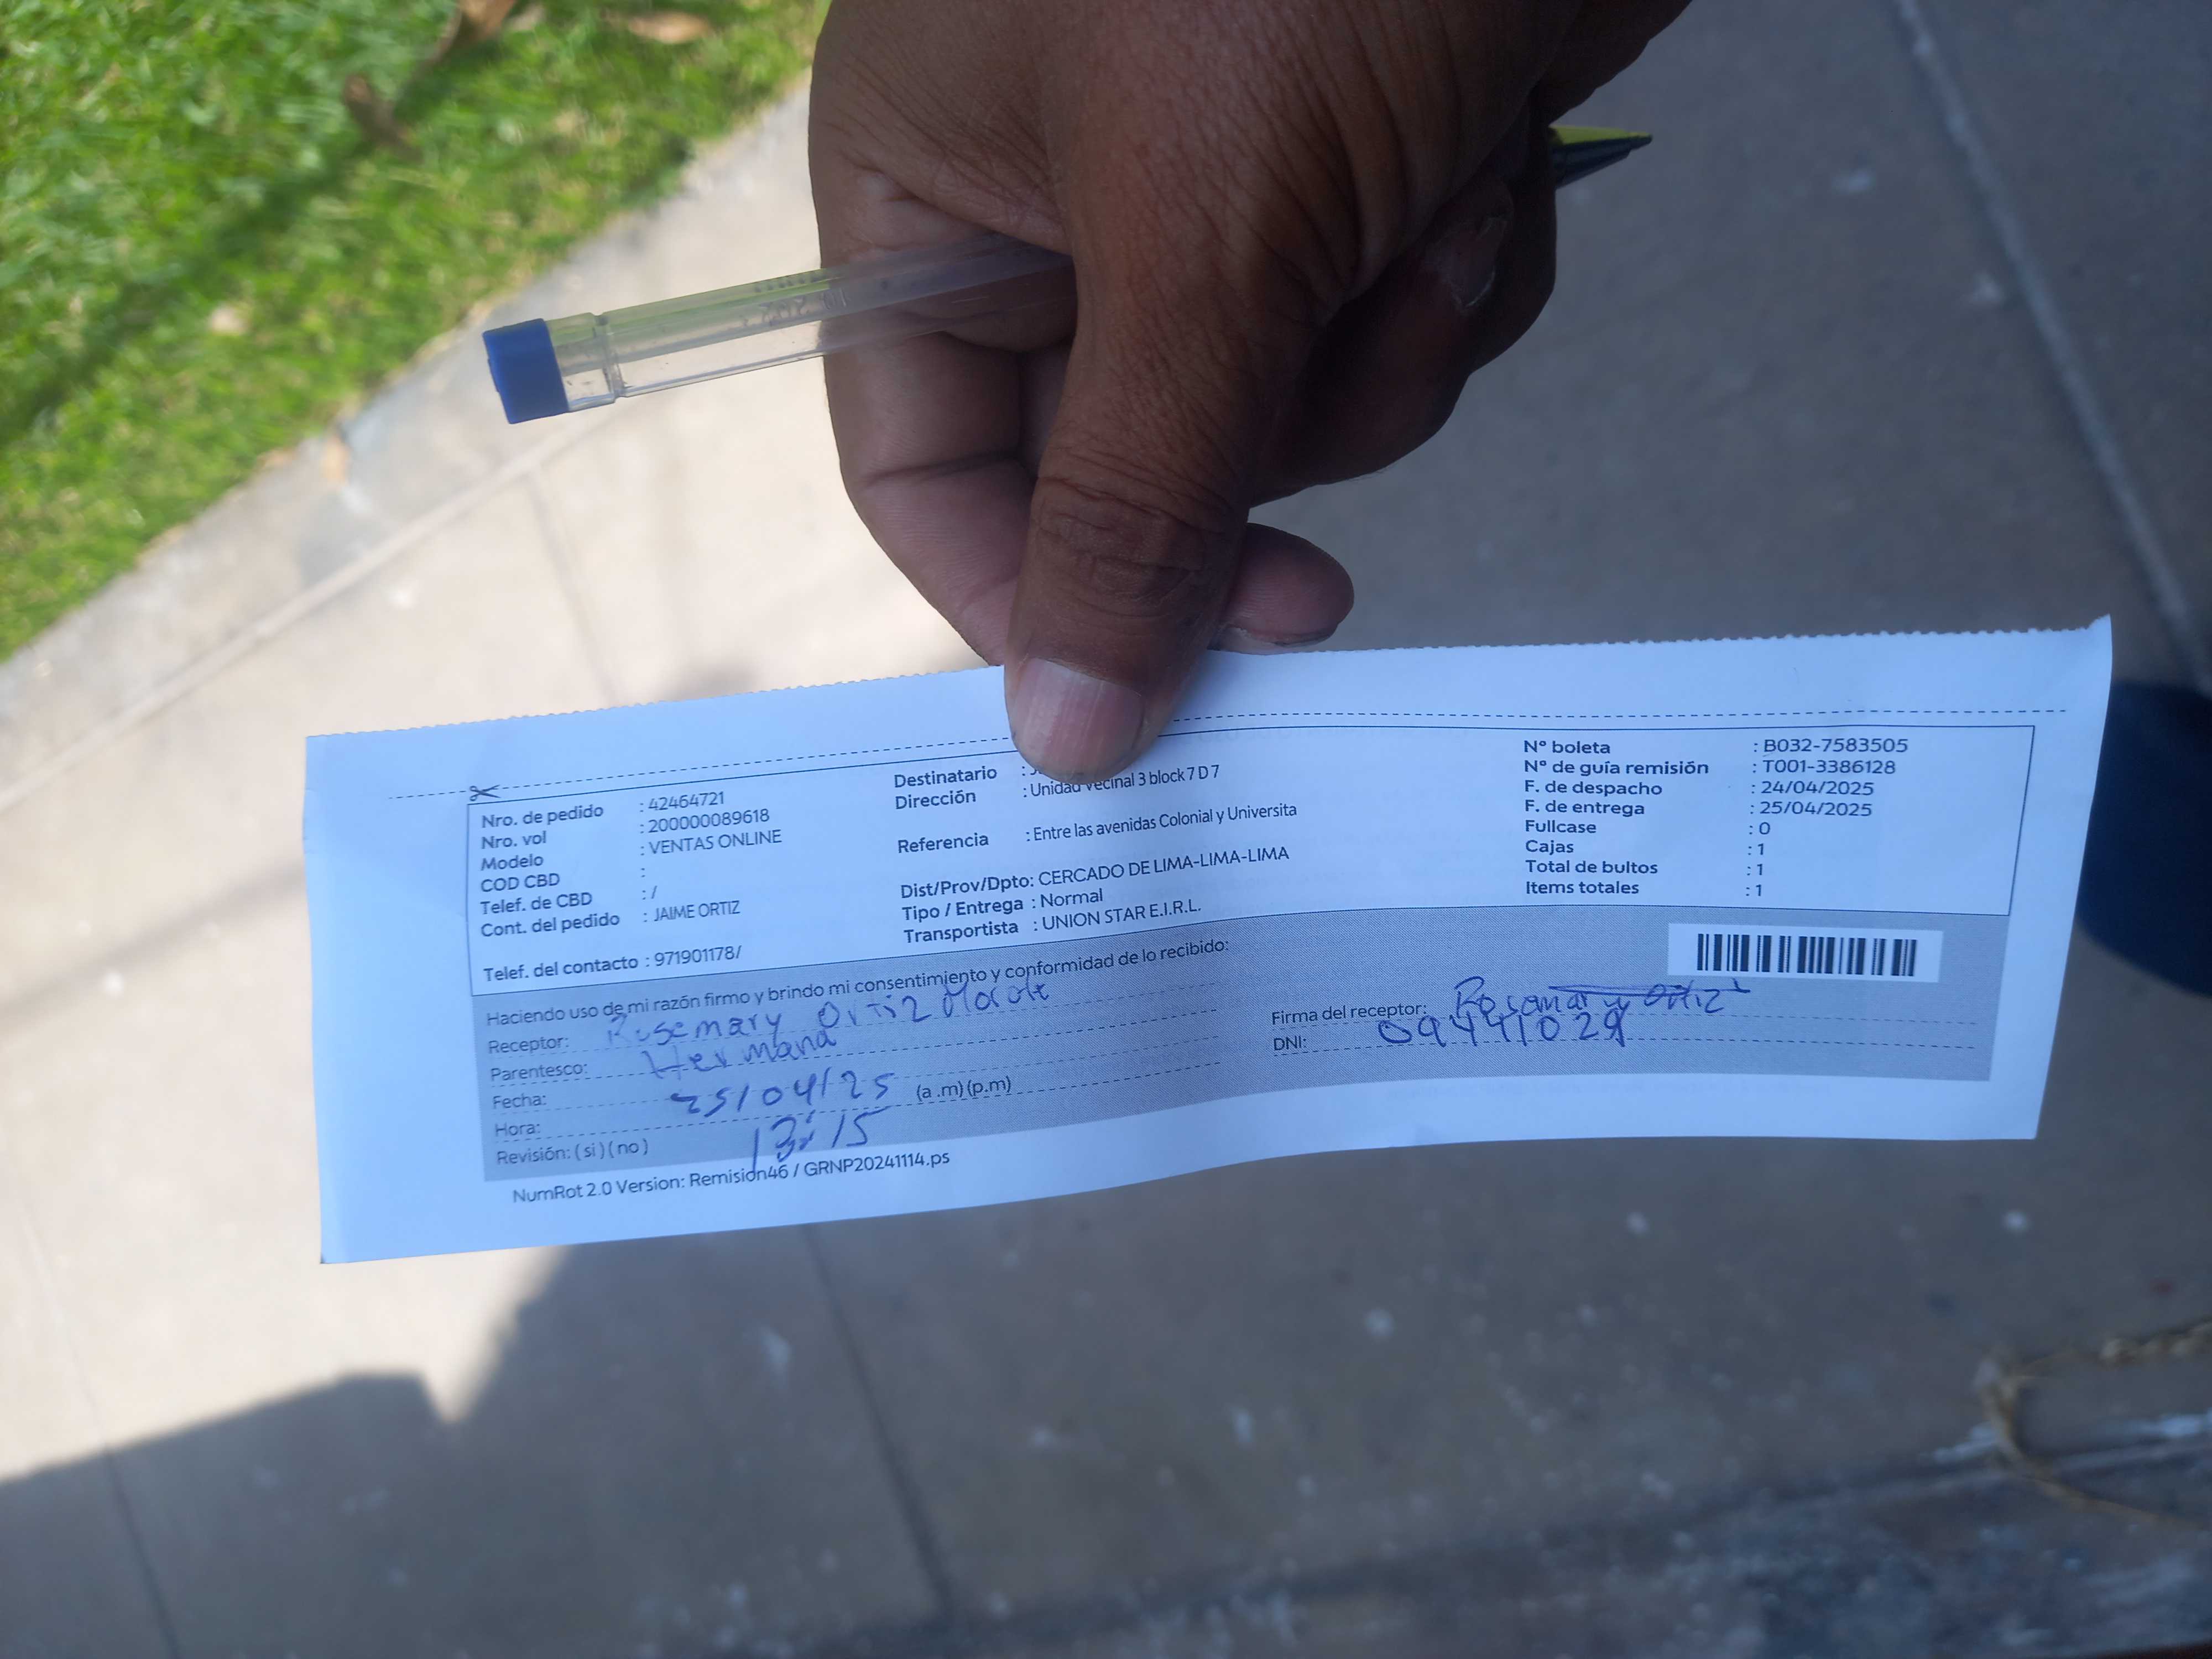 Nro. de pedido : 42464721
Nro. vol : 200000089618
Modelo : VENTAS ONLINE
COD CBD :
Telef. de CBD : /
Cont. del pedido : JAIME ORTIZ
Telef. del contacto : 971901178/
Destinatario :
Dirección : Unidad Vecinal 3 block 7 D 7
Referencia : Entre las avenidas Colonial y Universita
Dist/Prov/Dpto: CERCADO DE LIMA-LIMA-LIMA
Tipo / Entrega : Normal
Transportista : UNION STAR E.I.R.L.
N° boleta : B032-7583505
N° de guía remisión : T001-3386128
F. de despacho : 24/04/2025
F. de entrega : 25/04/2025
Fullcase : 0
Cajas : 1
Total de bultos : 1
Items totales : 1
Haciendo uso de mi razón firmo y brindo mi consentimiento y conformidad de lo recibido:
Receptor: Rosemary Ortiz
Parentesco: Hermana
Fecha: 25/04/25
Hora: 13:15 (a .m) (p.m)
Revisión: ( si ) ( no )
Firma del receptor: Rosemary Ortiz
DNI: 09441029
NumRot 2.0 Version: Remision46 / GRNP20241114.ps